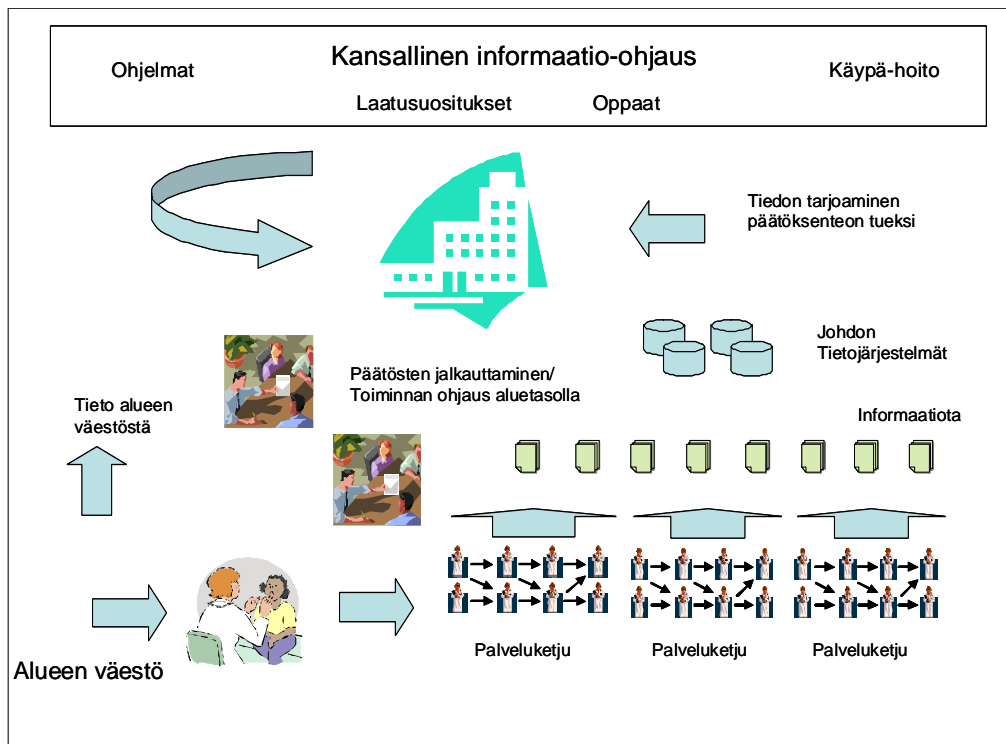 Kansallinen informaatio-ohjaus
Ohjelmat
Käypä-hoito
Laatusuositukset
Oppaat
Tiedon tarjoaminen
päätöksenteon tueksi
Johdon
Tietojärjestelmät
Päätösten jalkauttaminen/
Toiminnan ohjaus aluetasolla
Tieto alueen
väestöstä
Informaatiota
Alueen väestö
Palveluketju
Palveluketju
Palveluketju